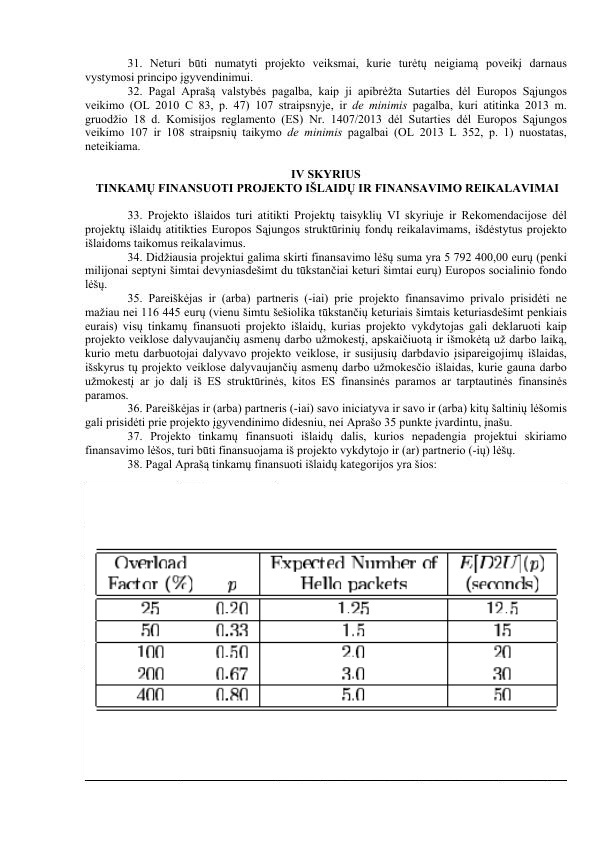 31. Neturi būti numatyti projekto veiksmai, kurie turėtų neigiamą poveikį darnaus
vystymosi principo įgyvendinimui.
32. Pagal Aprašą valstybės pagalba, kaip ji apibrėžta Sutarties dėl Europos Sąjungos
veikimo (OL 2010 C 83, p. 47) 107 straipsnyje, ir de minimis pagalba, kuri atitinka 2013 m.
gruodžio 18 d. Komisijos reglamento (ES) Nr. 1407/2013 dėl Sutarties dėl Europos Sąjungos
veikimo 107 ir 108 straipsnių taikymo de minimis pagalbai (OL 2013 L 352, p. 1) nuostatas,
neteikiama.
IV SKYRIUS
TINKAMŲ FINANSUOTI PROJEKTO IŠLAIDŲ IR FINANSAVIMO REIKALAVIMAI
33. Projekto išlaidos turi atitikti Projektų taisyklių VI skyriuje ir Rekomendacijose dėl
projektų išlaidų atitikties Europos Sąjungos struktūrinių fondų reikalavimams, išdėstytus projekto
išlaidoms taikomus reikalavimus.
34. Didžiausia projektui galima skirti finansavimo lėšų suma yra 5 792 400,00 eurų (penki
milijonai septyni šimtai devyniasdešimt du tūkstančiai keturi šimtai eurų) Europos socialinio fondo
lėšų.
35. Pareiškėjas ir (arba) partneris (-iai) prie projekto finansavimo privalo prisidėti ne
mažiau nei 116 445 eurų (vienu šimtu šešiolika tūkstančių keturiais šimtais keturiasdešimt penkiais
eurais) visų tinkamų finansuoti projekto išlaidų, kurias projekto vykdytojas gali deklaruoti kaip
projekto veiklose dalyvaujančių asmenų darbo užmokestį, apskaičiuotą ir išmokėtą už darbo laiką,
kurio metu darbuotojai dalyvavo projekto veiklose, ir susijusių darbdavio įsipareigojimų išlaidas,
išskyrus tų projekto veiklose dalyvaujančių asmenų darbo užmokesčio išlaidas, kurie gauna darbo
užmokestį ar jo dalį iš ES struktūrinės, kitos ES finansinės paramos ar tarptautinės finansinės
paramos.
36. Pareiškėjas ir (arba) partneris (-iai) savo iniciatyva ir savo ir (arba) kitų šaltinių lėšomis
gali prisidėti prie projekto įgyvendinimo didesniu, nei Aprašo 35 punkte įvardintu, įnašu.
37. Projekto tinkamų finansuoti išlaidų dalis, kurios nepadengia projektui skiriamo
finansavimo lėšos, turi būti finansuojama iš projekto vykdytojo ir (ar) partnerio (-ių) lėšų.
38. Pagal Aprašą tinkamų finansuoti išlaidų kategorijos yra šios:
Overload Expected Number of E[D2U](p)
Factor (%) p Hello packets (seconds)
25 0.20 1.25 12.5
50 0.33 1.5 15
100 0.50 2.0 20
200 0.67 3.0 30
400 0.80 5.0 50